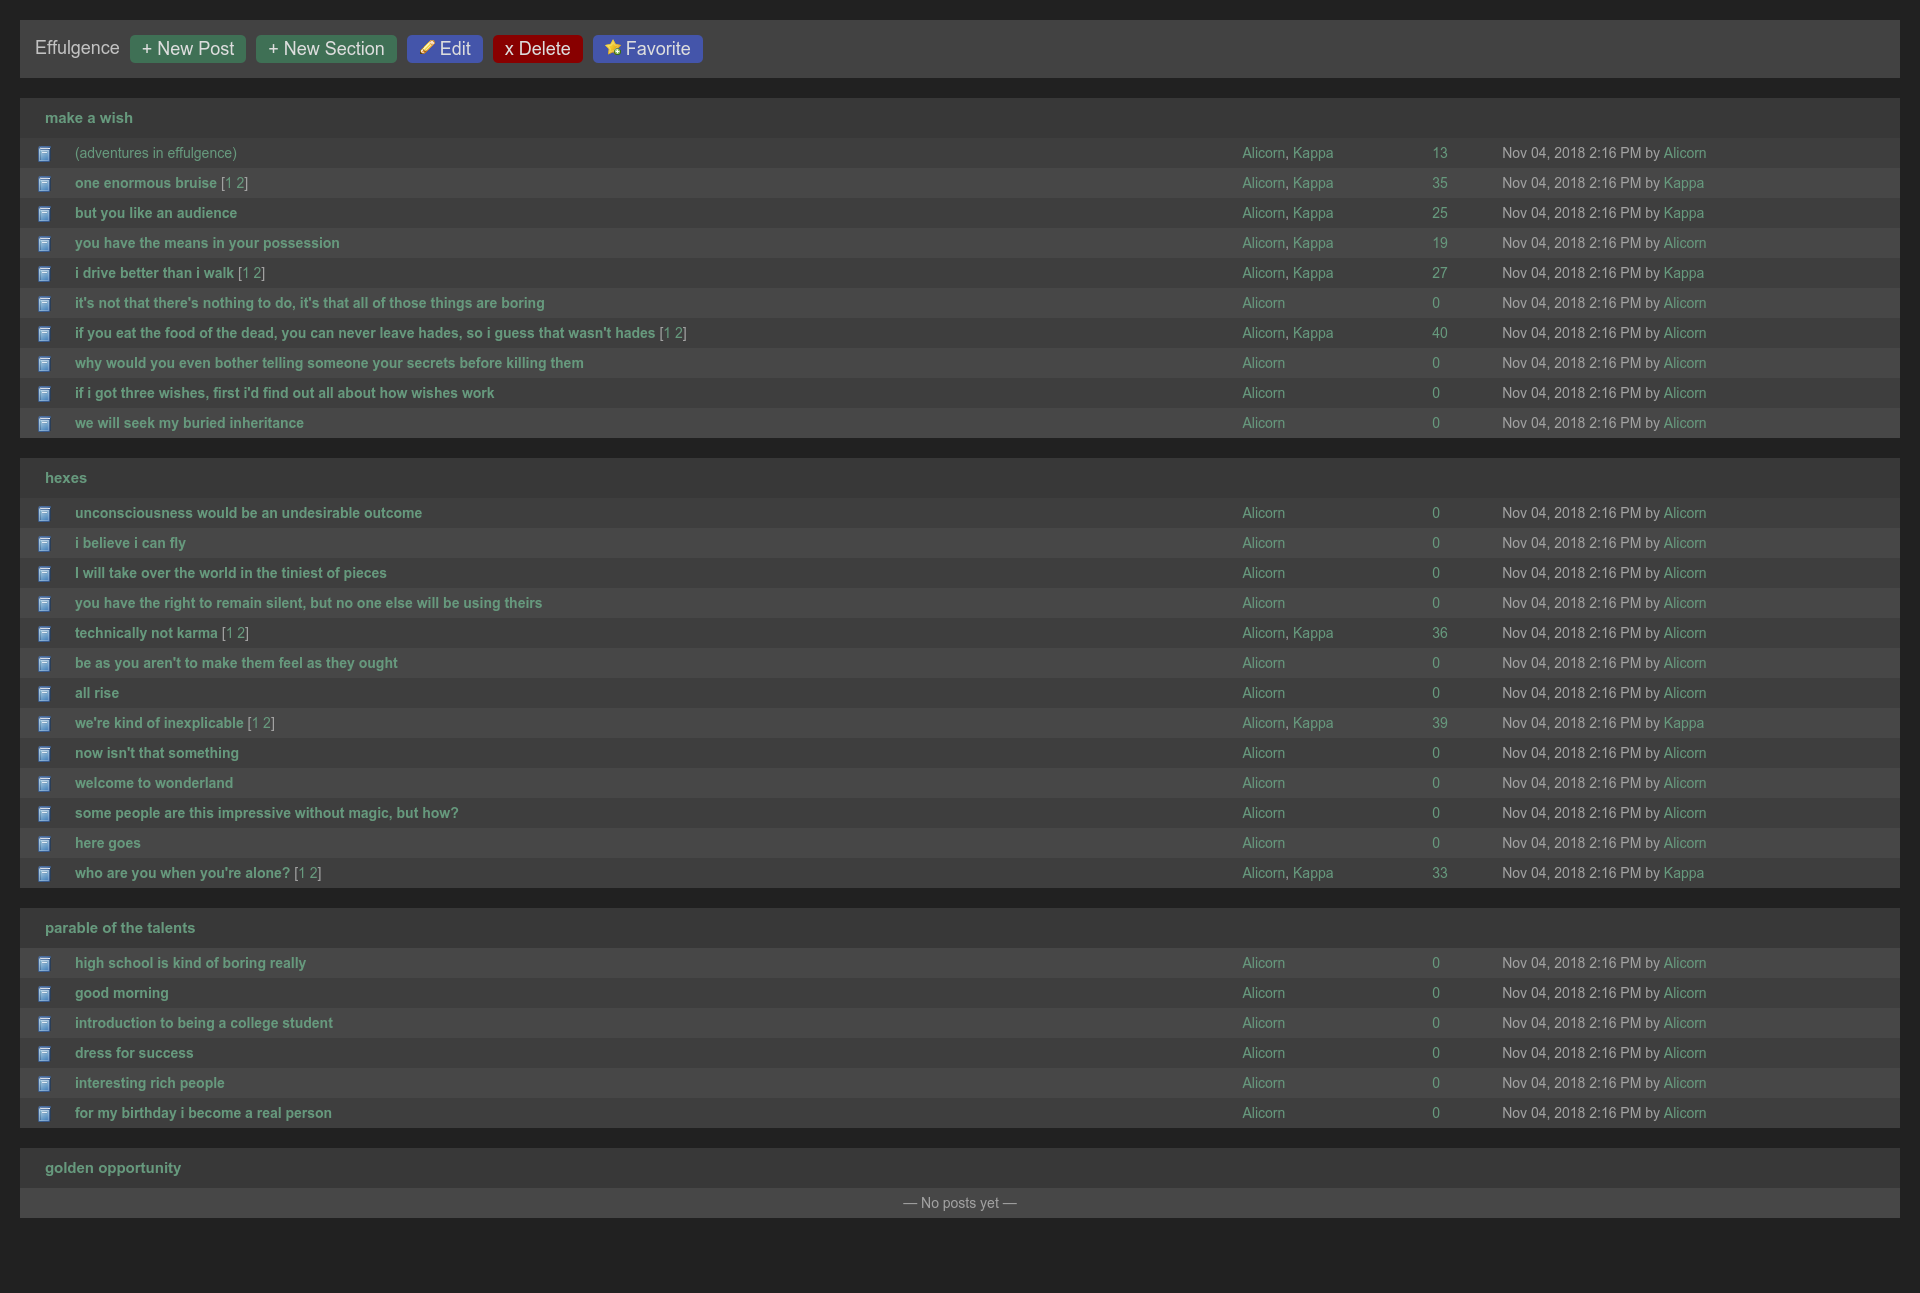 Effulgence + New Post + New Section Edit x Delete Favorite
make a wish
(adventures in effulgence) Alicorn, Kappa 13 Nov 04, 2018 2:16 PM by Alicorn
one enormous bruise [1 2] Alicorn, Kappa 35 Nov 04, 2018 2:16 PM by Kappa
but you like an audience Alicorn, Kappa 25 Nov 04, 2018 2:16 PM by Kappa
you have the means in your possession Alicorn, Kappa 19 Nov 04, 2018 2:16 PM by Alicorn
i drive better than i walk [1 2] Alicorn, Kappa 27 Nov 04, 2018 2:16 PM by Kappa
it's not that there's nothing to do, it's that all of those things are boring Alicorn 0 Nov 04, 2018 2:16 PM by Alicorn
if you eat the food of the dead, you can never leave hades, so i guess that wasn't hades [1 2] Alicorn, Kappa 40 Nov 04, 2018 2:16 PM by Alicorn
why would you even bother telling someone your secrets before killing them Alicorn 0 Nov 04, 2018 2:16 PM by Alicorn
if i got three wishes, first i'd find out all about how wishes work Alicorn 0 Nov 04, 2018 2:16 PM by Alicorn
we will seek my buried inheritance Alicorn 0 Nov 04, 2018 2:16 PM by Alicorn
hexes
unconsciousness would be an undesirable outcome Alicorn 0 Nov 04, 2018 2:16 PM by Alicorn
i believe i can fly Alicorn 0 Nov 04, 2018 2:16 PM by Alicorn
I will take over the world in the tiniest of pieces Alicorn 0 Nov 04, 2018 2:16 PM by Alicorn
you have the right to remain silent, but no one else will be using theirs Alicorn 0 Nov 04, 2018 2:16 PM by Alicorn
technically not karma [1 2] Alicorn, Kappa 36 Nov 04, 2018 2:16 PM by Alicorn
be as you aren't to make them feel as they ought Alicorn 0 Nov 04, 2018 2:16 PM by Alicorn
all rise Alicorn 0 Nov 04, 2018 2:16 PM by Alicorn
we're kind of inexplicable [1 2] Alicorn, Kappa 39 Nov 04, 2018 2:16 PM by Kappa
now isn't that something Alicorn 0 Nov 04, 2018 2:16 PM by Alicorn
welcome to wonderland Alicorn 0 Nov 04, 2018 2:16 PM by Alicorn
some people are this impressive without magic, but how? Alicorn 0 Nov 04, 2018 2:16 PM by Alicorn
here goes Alicorn 0 Nov 04, 2018 2:16 PM by Alicorn
who are you when you're alone? [1 2] Alicorn, Kappa 33 Nov 04, 2018 2:16 PM by Kappa
parable of the talents
high school is kind of boring really Alicorn 0 Nov 04, 2018 2:16 PM by Alicorn
good morning Alicorn 0 Nov 04, 2018 2:16 PM by Alicorn
introduction to being a college student Alicorn 0 Nov 04, 2018 2:16 PM by Alicorn
dress for success Alicorn 0 Nov 04, 2018 2:16 PM by Alicorn
interesting rich people Alicorn 0 Nov 04, 2018 2:16 PM by Alicorn
for my birthday i become a real person Alicorn 0 Nov 04, 2018 2:16 PM by Alicorn
golden opportunity
— No posts yet —